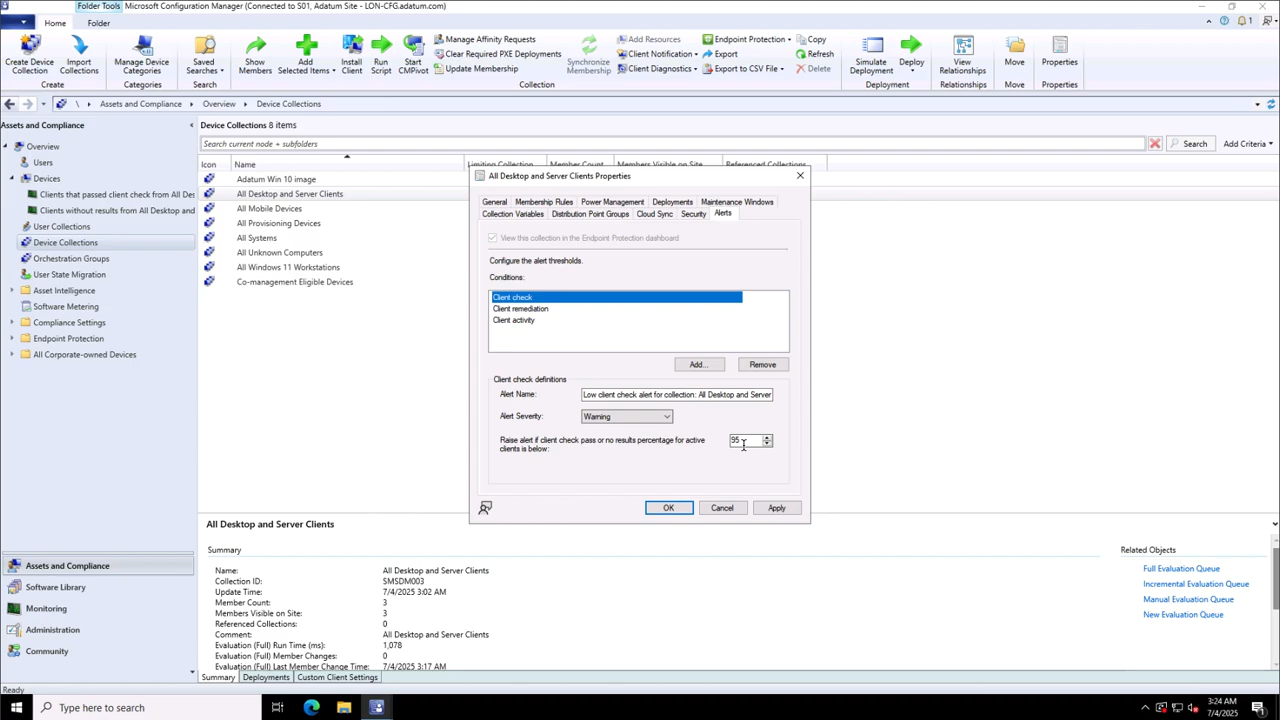 Folder Tools
Microsoft Configuration Manager (Connected to S01, Adatum Site - LON-CFG.adatum.com)
Home
Folder
1
Create Device Collection
Import Collections
Create
Manage Device Categories
Categories
Saved Searches
Search
Show Members
Add Selected Items
Install Client
Run Script
Start CMPivot
Manage Affinity Requests
Clear Required PXE Deployments
Update Membership
Synchronize Membership
Add Resources
Client Notification
Client Diagnostics
Endpoint Protection
Export
Export to CSV File
Copy
Refresh
Delete
Collection
Simulate Deployment
Deploy
Deployment
View Relationships
Relationships
Move
Move
Properties
Properties
\ Assets and Compliance Overview Device Collections
Assets and Compliance
Overview
Users
Devices
Clients that passed client check from All Des
Clients without results from All Desktop and
User Collections
Device Collections
Orchestration Groups
User State Migration
Asset Intelligence
Software Metering
Compliance Settings
Endpoint Protection
All Corporate-owned Devices
Assets and Compliance
Software Library
Monitoring
Administration
Community
Device Collections 8 items
Search current node + subfolders
Search
Add Criteria
Icon Name Limiting Collection Member Count Members Visible on Site Referenced Collections
Adatum Win 10 image
All Desktop and Server Clients
All Mobile Devices
All Provisioning Devices
All Systems
All Unknown Computers
All Windows 11 Workstations
Co-management Eligible Devices
All Desktop and Server Clients Properties
General Membership Rules Power Management Deployments Maintenance Windows
Collection Variables Distribution Point Groups Cloud Sync Security Alerts
View this collection in the Endpoint Protection dashboard
Configure the alert thresholds.
Conditions:
Client check
Client remediation
Client activity
Add...
Remove
Client check definitions
Alert Name: Low client check alert for collection: All Desktop and Server
Alert Severity: Warning
Raise alert if client check pass or no results percentage for active
clients is below:
95
OK
Cancel
Apply
All Desktop and Server Clients
Summary
Name: All Desktop and Server Clients
Collection ID: SMSDM003
Update Time: 7/4/2025 3:02 AM
Member Count: 3
Members Visible on Site: 3
Referenced Collections: 0
Comment: All Desktop and Server Clients
Evaluation (Full) Run Time (ms): 1,078
Evaluation (Full) Member Changes: 0
Evaluation (Full) Last Member Change Time: 7/4/2025 3:17 AM
Related Objects
Full Evaluation Queue
Incremental Evaluation Queue
Manual Evaluation Queue
New Evaluation Queue
Summary Deployments Custom Client Settings
Ready
Type here to search
3:24 AM
7/4/2025
1